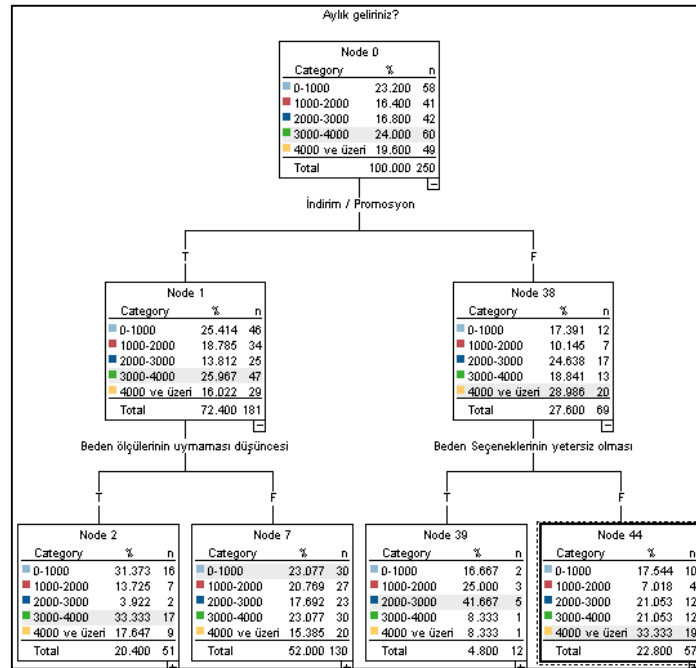 Aylık geliriniz?
Node 0
Category % n
0-1000 23.200 58
1000-2000 16.400 41
2000-3000 16.800 42
3000-4000 24.000 60
4000 ve üzeri 19.600 49
Total 100.000 250
İndirim / Promosyon
T
F
Node 1
Category % n
0-1000 25.414 46
1000-2000 18.785 34
2000-3000 13.812 25
3000-4000 25.967 47
4000 ve üzeri 16.022 29
Total 72.400 181
Node 38
Category % n
0-1000 17.391 12
1000-2000 10.145 7
2000-3000 24.638 17
3000-4000 18.841 13
4000 ve üzeri 28.986 20
Total 27.600 69
Beden ölçülerinin uymaması düşüncesi
Beden Seçeneklerinin yetersiz olması
T
F
T
F
Node 2
Category % n
0-1000 31.373 16
1000-2000 13.725 7
2000-3000 3.922 2
3000-4000 33.333 17
4000 ve üzeri 17.647 9
Total 20.400 51
Node 7
Category % n
0-1000 23.077 30
1000-2000 20.769 27
2000-3000 17.692 23
3000-4000 23.077 30
4000 ve üzeri 15.385 20
Total 52.000 130
Node 39
Category % n
0-1000 16.667 2
1000-2000 25.000 3
2000-3000 41.667 5
3000-4000 8.333 1
4000 ve üzeri 8.333 1
Total 4.800 12
Node 44
Category % n
0-1000 17.544 10
1000-2000 7.018 4
2000-3000 21.053 12
3000-4000 21.053 12
4000 ve üzeri 33.333 19
Total 22.800 57